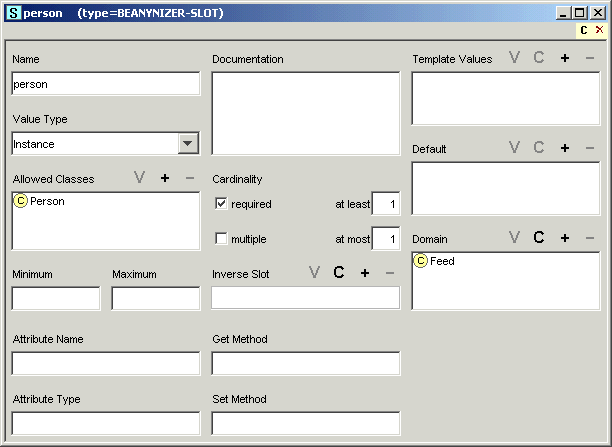 S person (type=BEANYNIZER-SLOT)
C
Name
person
Documentation
Template Values V C + −
Value Type
Instance
Default V C + −
Allowed Classes V + −
C Person
Cardinality
required at least 1
multiple at most 1
Domain V C + −
C Feed
Minimum
Maximum
Inverse Slot V C + −
Attribute Name
Get Method
Attribute Type
Set Method